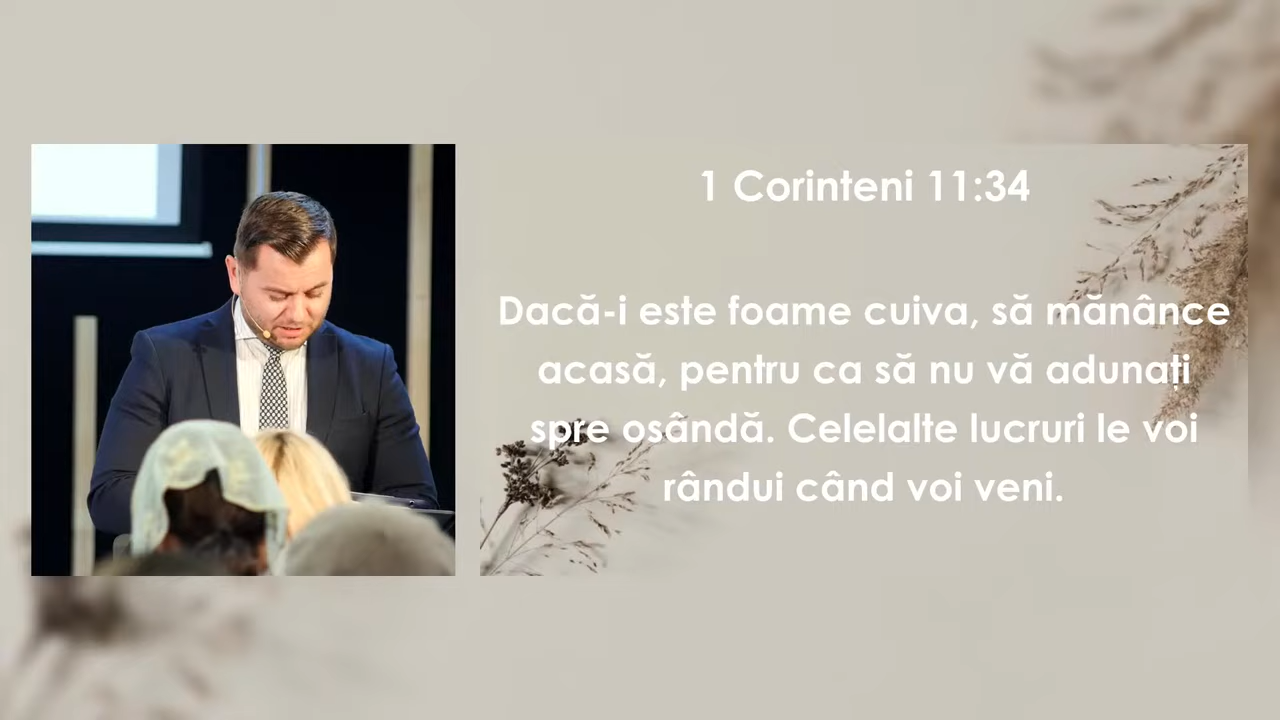 1 Corinteni 11:34
Dacă-i este foame cuiva, să mănânce
acasă, pentru ca să nu vă adunați
spre osândă. Celelalte lucruri le voi
rândui când voi veni.